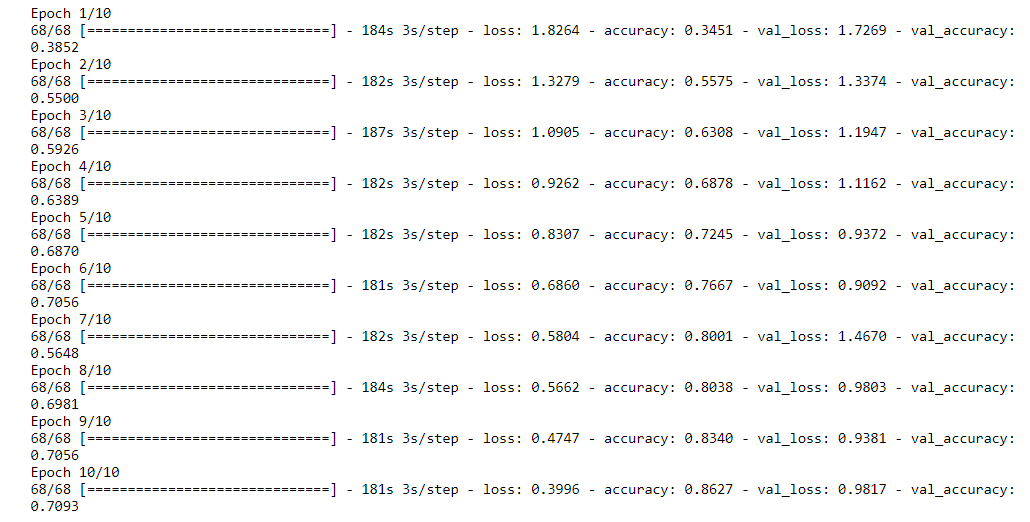 Epoch 1/10
68/68 [==============================] - 184s 3s/step - loss: 1.8264 - accuracy: 0.3451 - val_loss: 1.7269 - val_accuracy:
0.3852
Epoch 2/10
68/68 [==============================] - 182s 3s/step - loss: 1.3279 - accuracy: 0.5575 - val_loss: 1.3374 - val_accuracy:
0.5500
Epoch 3/10
68/68 [==============================] - 187s 3s/step - loss: 1.0905 - accuracy: 0.6308 - val_loss: 1.1947 - val_accuracy:
0.5926
Epoch 4/10
68/68 [==============================] - 182s 3s/step - loss: 0.9262 - accuracy: 0.6878 - val_loss: 1.1162 - val_accuracy:
0.6389
Epoch 5/10
68/68 [==============================] - 182s 3s/step - loss: 0.8307 - accuracy: 0.7245 - val_loss: 0.9372 - val_accuracy:
0.6870
Epoch 6/10
68/68 [==============================] - 181s 3s/step - loss: 0.6860 - accuracy: 0.7667 - val_loss: 0.9092 - val_accuracy:
0.7056
Epoch 7/10
68/68 [==============================] - 182s 3s/step - loss: 0.5804 - accuracy: 0.8001 - val_loss: 1.4670 - val_accuracy:
0.5648
Epoch 8/10
68/68 [==============================] - 184s 3s/step - loss: 0.5662 - accuracy: 0.8038 - val_loss: 0.9803 - val_accuracy:
0.6981
Epoch 9/10
68/68 [==============================] - 181s 3s/step - loss: 0.4747 - accuracy: 0.8340 - val_loss: 0.9381 - val_accuracy:
0.7056
Epoch 10/10
68/68 [==============================] - 181s 3s/step - loss: 0.3996 - accuracy: 0.8627 - val_loss: 0.9817 - val_accuracy:
0.7093